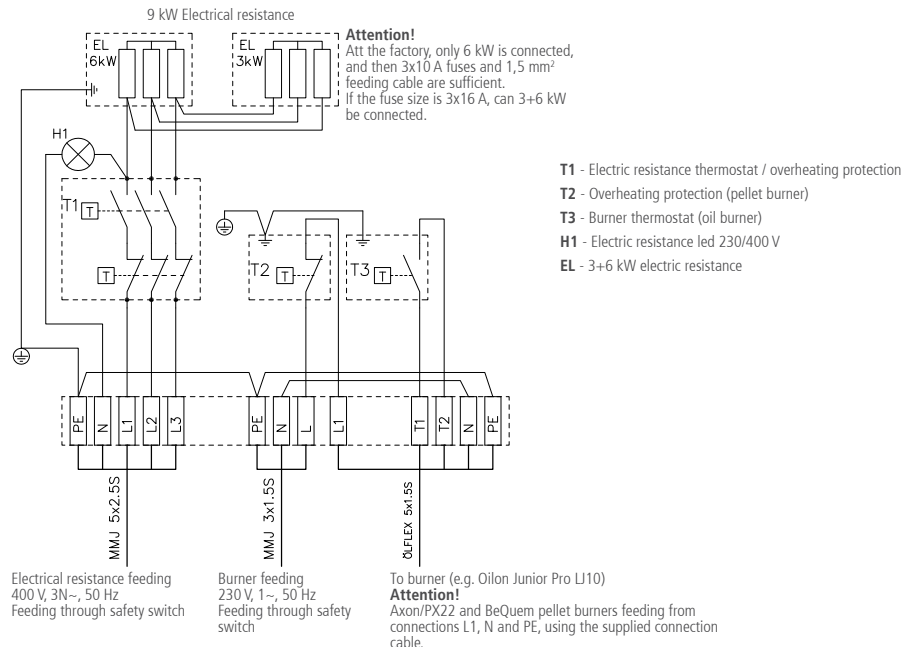 9 kW Electrical resistance
EL
6kW
EL
3kW
Attention!
Att the factory, only 6 kW is connected,
and then 3x10 A fuses and 1,5 mm²
feeding cable are sufficient.
If the fuse size is 3x16 A, can 3+6 kW
be connected.
H1
T1 - Electric resistance thermostat / overheating protection
T2 - Overheating protection (pellet burner)
T3 - Burner thermostat (oil burner)
H1 - Electric resistance led 230/400 V
EL - 3+6 kW electric resistance
T1 T
T
T2 T
T3 T
PE N L1 L2 L3 PE N L L1 T1 T2 N PE
MMJ 5x2.5S
MMJ 3x1.5S
ÖLFLEX 5x1.5S
Electrical resistance feeding
400 V, 3N~, 50 Hz
Feeding through safety switch
Burner feeding
230 V, 1~, 50 Hz
Feeding through safety
switch
To burner (e.g. Oilon Junior Pro LJ10)
Attention!
Axon/PX22 and BeQuem pellet burners feeding from
connections L1, N and PE, using the supplied connection
cable.